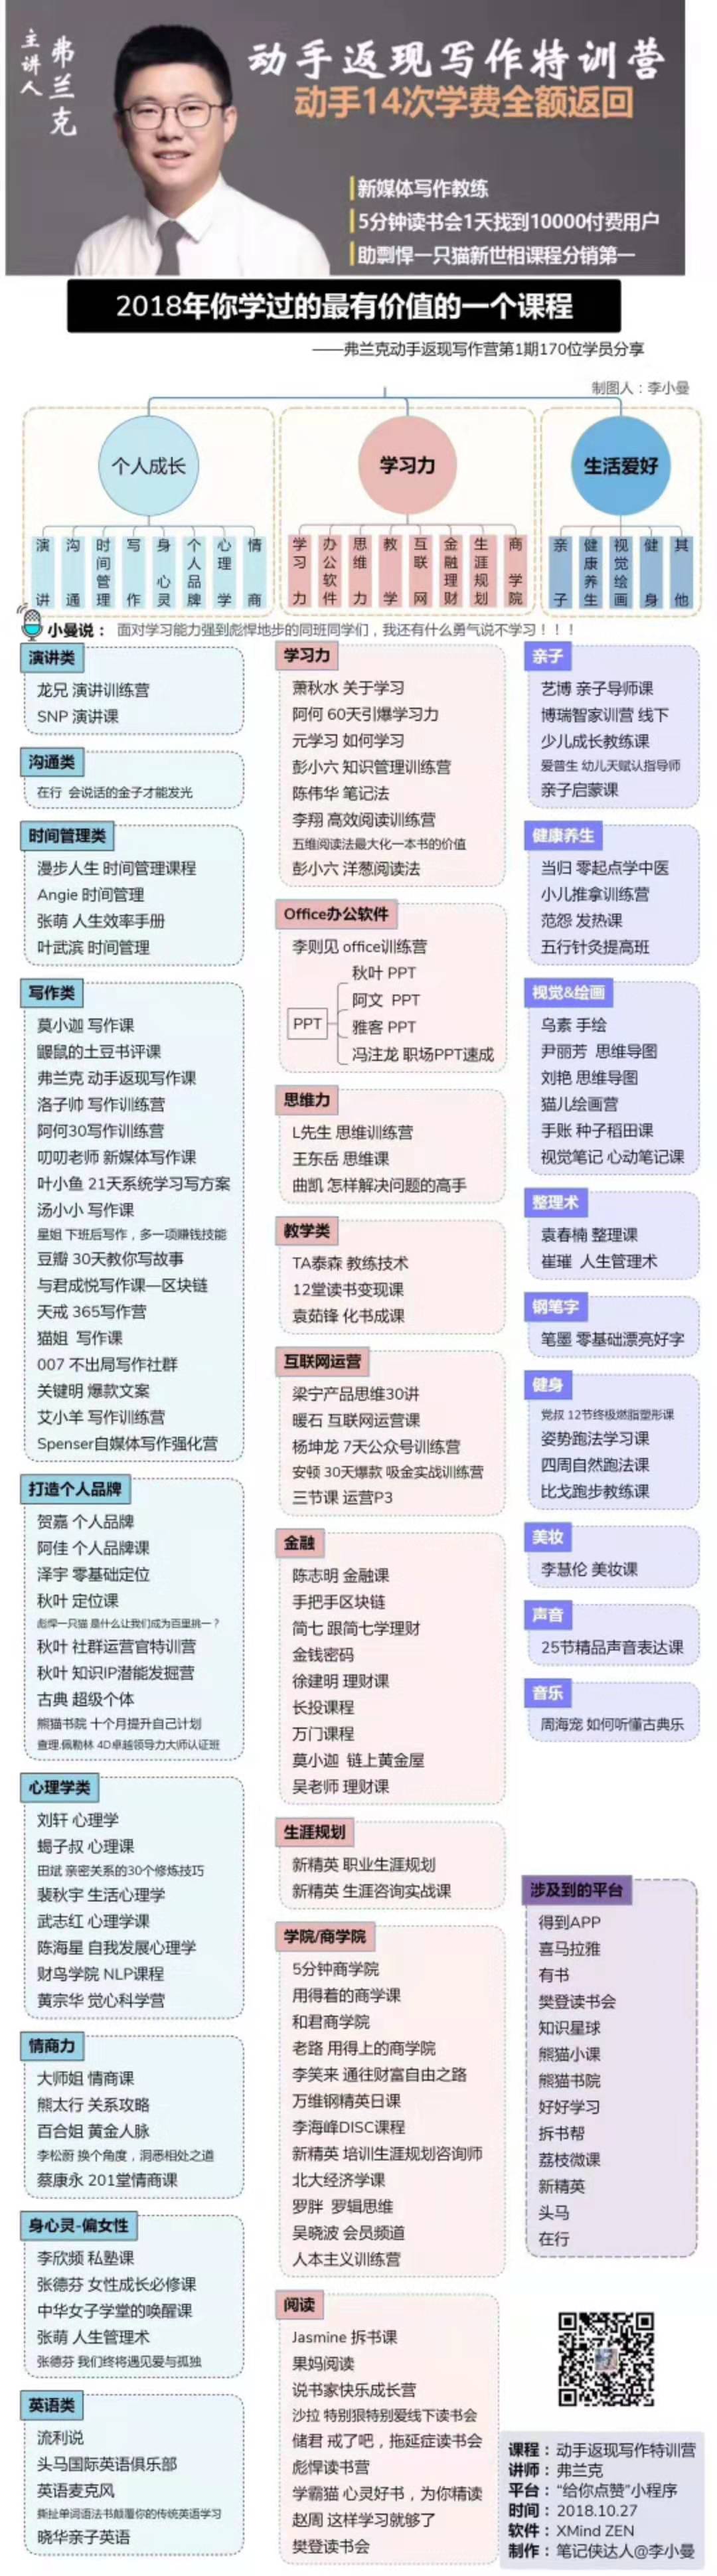 主讲人
弗兰克
动手返现写作特训营
动手14次学费全额返回
新媒体写作教练
5分钟读书会1天找到10000付费用户
助剽悍一只猫新世相课程分销第一
2018年你学过的最有价值的一个课程
——弗兰克动手返现写作营第1期170位学员分享
制图人：李小曼
个人成长
演讲
沟通
时间管理
写作
身心灵
个人品牌
心理学
情商
学习力
学习力
办公软件
思维力
教学
互联网
金融理财
生涯规划
商学院
生活爱好
亲子
健康养生
视觉绘画
健身
其他
小曼说： 面对学习能力强到彪悍地步的同班同学们，我还有什么勇气说不学习！！！
演讲类
龙兄 演讲训练营
SNP 演讲课
沟通类
在行 会说话的金子才能发光
时间管理类
漫步人生 时间管理课程
Angie 时间管理
张萌 人生效率手册
叶武滨 时间管理
写作类
莫小迦 写作课
鼹鼠的土豆书评课
弗兰克 动手返现写作课
洛子帅 写作训练营
阿何30写作训练营
叨叨老师 新媒体写作课
叶小鱼 21天系统学习写方案
汤小小 写作课
星姐 下班后写作，多一项赚钱技能
豆瓣 30天教你写故事
与君成悦写作课—区块链
天戒 365写作营
猫姐 写作课
007 不出局写作社群
关键明 爆款文案
艾小羊 写作训练营
Spenser自媒体写作强化营
打造个人品牌
贺嘉 个人品牌
阿佳 个人品牌课
泽宇 零基础定位
秋叶 定位课
彪悍一只猫 是什么让我们成为百里挑一？
秋叶 社群运营官特训营
秋叶 知识IP潜能发掘营
古典 超级个体
熊猫书院 十个月提升自己计划
查理.佩勒林 4D卓越领导力大师认证班
心理学类
刘轩 心理学
蝎子叔 心理课
田斌 亲密关系的30个修炼技巧
裴秋宇 生活心理学
武志红 心理学课
陈海星 自我发展心理学
财鸟学院 NLP课程
黄宗华 觉心科学营
情商力
大师姐 情商课
熊太行 关系攻略
百合姐 黄金人脉
李松蔚 换个角度，洞悉相处之道
蔡康永 201堂情商课
身心灵-偏女性
李欣频 私塾课
张德芬 女性成长必修课
中华女子学堂的唤醒课
张萌 人生管理术
张德芬 我们终将遇见爱与孤独
英语类
流利说
头马国际英语俱乐部
英语麦克风
撕扯单词语法书颠覆你的传统英语学习
晓华亲子英语
学习力
萧秋水 关于学习
阿何 60天引爆学习力
元学习 如何学习
彭小六 知识管理训练营
陈伟华 笔记法
李翔 高效阅读训练营
五维阅读法最大化一本书的价值
彭小六 洋葱阅读法
Office办公软件
李则见 office训练营
PPT
秋叶 PPT
阿文 PPT
雅客 PPT
冯注龙 职场PPT速成
思维力
L先生 思维训练营
王东岳 思维课
曲凯 怎样解决问题的高手
教学类
TA泰森 教练技术
12堂读书变现课
袁茹锋 化书成课
互联网运营
梁宁产品思维30讲
暖石 互联网运营课
杨坤龙 7天公众号训练营
安顿 30天爆款 吸金实战训练营
三节课 运营P3
金融
陈志明 金融课
手把手区块链
简七 跟简七学理财
金钱密码
徐建明 理财课
长投课程
万门课程
莫小迦 链上黄金屋
吴老师 理财课
生涯规划
新精英 职业生涯规划
新精英 生涯咨询实战课
学院/商学院
5分钟商学院
用得着的商学课
和君商学院
老路 用得上的商学院
李笑来 通往财富自由之路
万维钢精英日课
李海峰DISC课程
新精英 培训生涯规划咨询师
北大经济学课
罗胖 罗辑思维
吴晓波 会员频道
人本主义训练营
阅读
Jasmine 拆书课
果妈阅读
说书家快乐成长营
沙拉 特别狠特别爱线下读书会
储君 戒了吧，拖延症读书会
彪悍读书营
学霸猫 心灵好书，为你精读
赵周 这样学习就够了
樊登读书会
亲子
艺博 亲子导师课
博瑞智家训营 线下
少儿成长教练课
爱普生 幼儿天赋认指导师
亲子启蒙课
健康养生
当归 零起点学中医
小儿推拿训练营
范怨 发热课
五行针灸提高班
视觉&绘画
乌素 手绘
尹丽芳 思维导图
刘艳 思维导图
猫儿绘画营
手账 种子稻田课
视觉笔记 心动笔记课
整理术
袁春楠 整理课
崔璀 人生管理术
钢笔字
笔墨 零基础漂亮好字
健身
党叔 12节终极燃脂塑形课
姿势跑法学习课
四周自然跑法课
比戈跑步教练课
美妆
李慧伦 美妆课
声音
25节精品声音表达课
音乐
周海宠 如何听懂古典乐
涉及到的平台
得到APP
喜马拉雅
有书
樊登读书会
知识星球
熊猫小课
熊猫书院
好好学习
拆书帮
荔枝微课
新精英
头马
在行
课程：动手返现写作特训营
讲师：弗兰克
平台：“给你点赞”小程序
时间：2018.10.27
软件：XMind ZEN
制作：笔记侠达人@李小曼